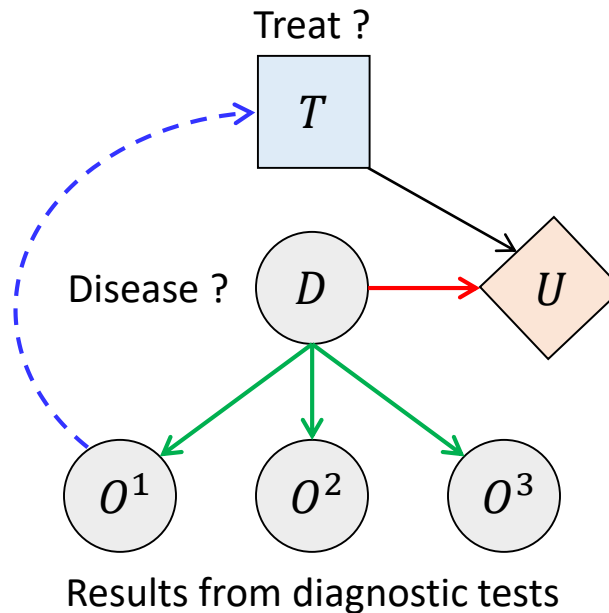 Treat ?
T
Disease ?
D
U
O¹
O²
O³
Results from diagnostic tests